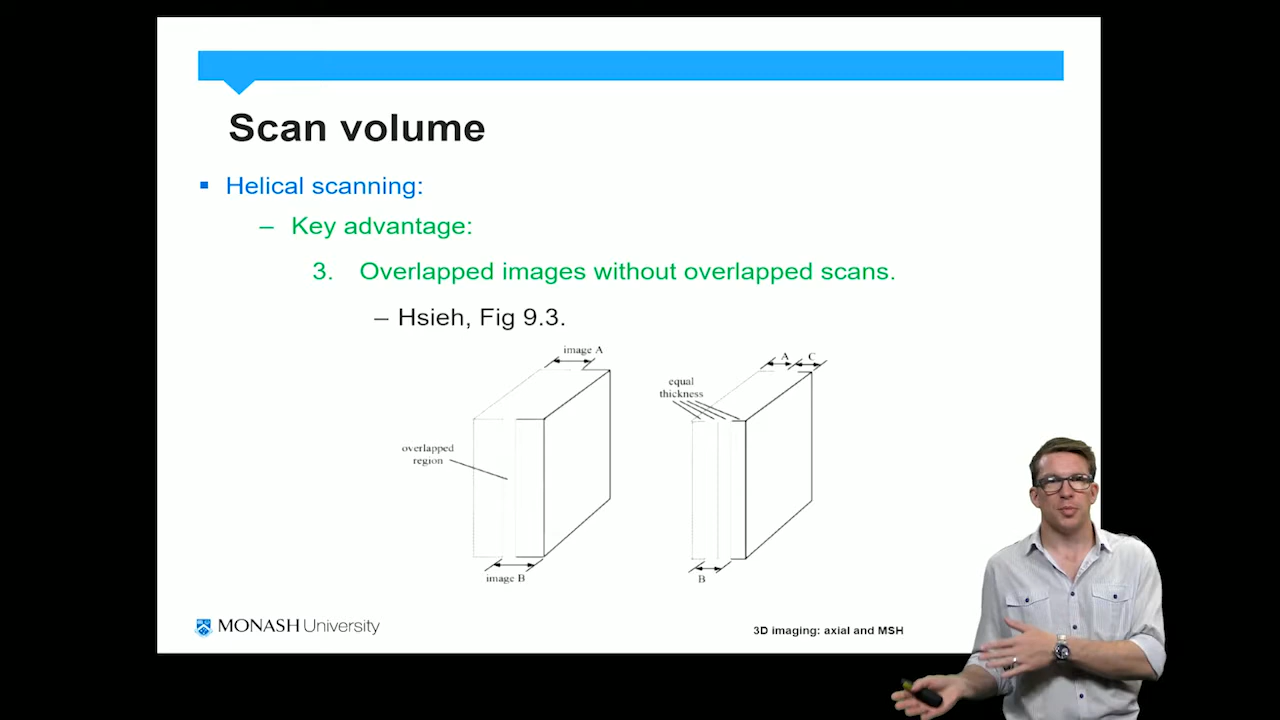 Scan volume
▪ Helical scanning:
– Key advantage:
3. Overlapped images without overlapped scans.
– Hsieh, Fig 9.3.
image A
overlapped
region
image B
A C
equal
thickness
B
MONASH University
3D imaging: axial and MSH